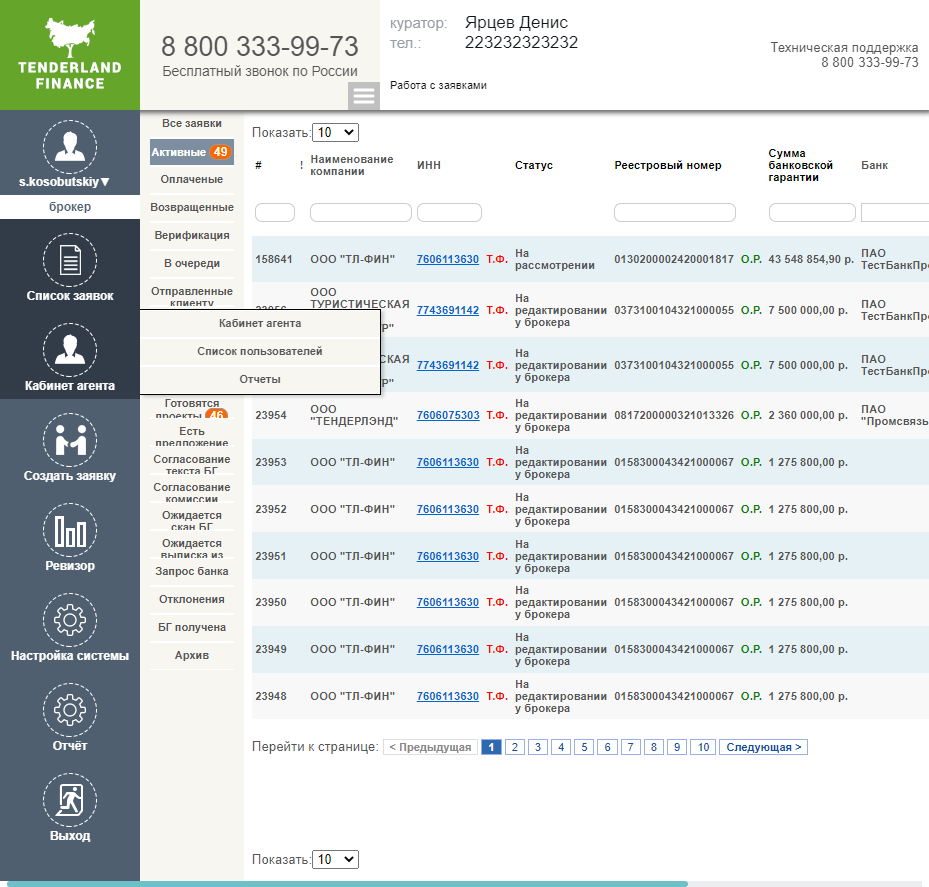 TENDERLAND
FINANCE
8 800 333-99-73
Бесплатный звонок по России
куратор: Ярцев Денис
тел.: 223232323232
Работа с заявками
Техническая поддержка
8 800 333-99-73
s.kosobutskiy▼
брокер
Список заявок
Кабинет агента
Создать заявку
Ревизор
Настройка системы
Отчёт
Выход
Все заявки
Активные 49
Оплаченые
Возвращенные
Верификация
В очереди
Отправленные
клиенту
Кабинет агента
Список пользователей
Отчеты
Готовятся
проекты 46
Есть
предложение
Согласование
текста БГ
Согласование
комиссии
Ожидается
скан БГ
Ожидается
выписка из
Запрос банка
Отклонения
БГ получена
Архив
Показать: 10
# ! Наименование компании ИНН Статус Реестровый номер Сумма банковской гарантии Банк
158641 ООО "ТЛ-ФИН" 7606113630 Т.Ф. На рассмотрении 0130200002420001817 О.Р. 43 548 854,90 р. ПАО ТестБанкПро
ООО ТУРИСТИЧЕСКАЯ Р" 7743691142 Т.Ф. На редактировании у брокера 0373100104321000055 О.Р. 7 500 000,00 р. ПАО ТестБанкПро
СКАЯ Р" 7743691142 Т.Ф. На редактировании у брокера 0373100104321000055 О.Р. 7 500 000,00 р. ПАО ТестБанкПро
23954 ООО "ТЕНДЕРЛЭНД" 7606075303 Т.Ф. На редактировании у брокера 0817200000321013326 О.Р. 2 360 000,00 р. ПАО "Промсвязь
23953 ООО "ТЛ-ФИН" 7606113630 Т.Ф. На редактировании у брокера 0158300043421000067 О.Р. 1 275 800,00 р.
23952 ООО "ТЛ-ФИН" 7606113630 Т.Ф. На редактировании у брокера 0158300043421000067 О.Р. 1 275 800,00 р.
23951 ООО "ТЛ-ФИН" 7606113630 Т.Ф. На редактировании у брокера 0158300043421000067 О.Р. 1 275 800,00 р.
23950 ООО "ТЛ-ФИН" 7606113630 Т.Ф. На редактировании у брокера 0158300043421000067 О.Р. 1 275 800,00 р.
23949 ООО "ТЛ-ФИН" 7606113630 Т.Ф. На редактировании у брокера 0158300043421000067 О.Р. 1 275 800,00 р.
23948 ООО "ТЛ-ФИН" 7606113630 Т.Ф. На редактировании у брокера 0158300043421000067 О.Р. 1 275 800,00 р.
Перейти к странице: < Предыдущая 1 2 3 4 5 6 7 8 9 10 Следующая >
Показать: 10